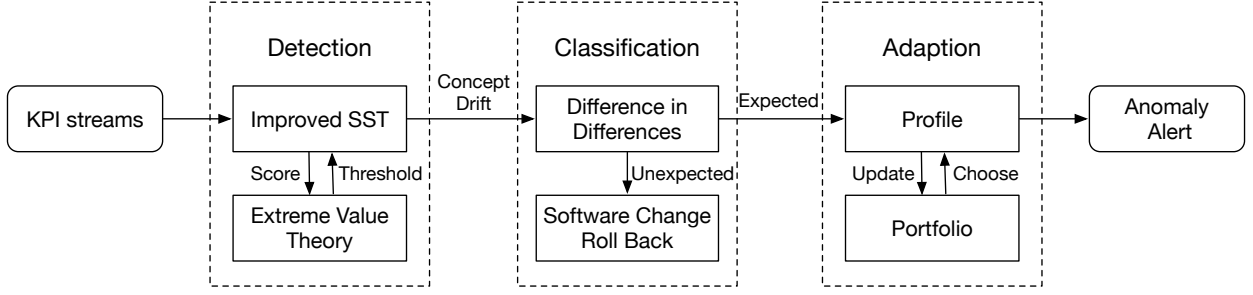 Detection
Classification
Adaption
KPI streams
Improved SST
Concept
Drift
Difference in
Differences
Expected
Profile
Anomaly
Alert
Score
Threshold
Unexpected
Update
Choose
Extreme Value
Theory
Software Change
Roll Back
Portfolio